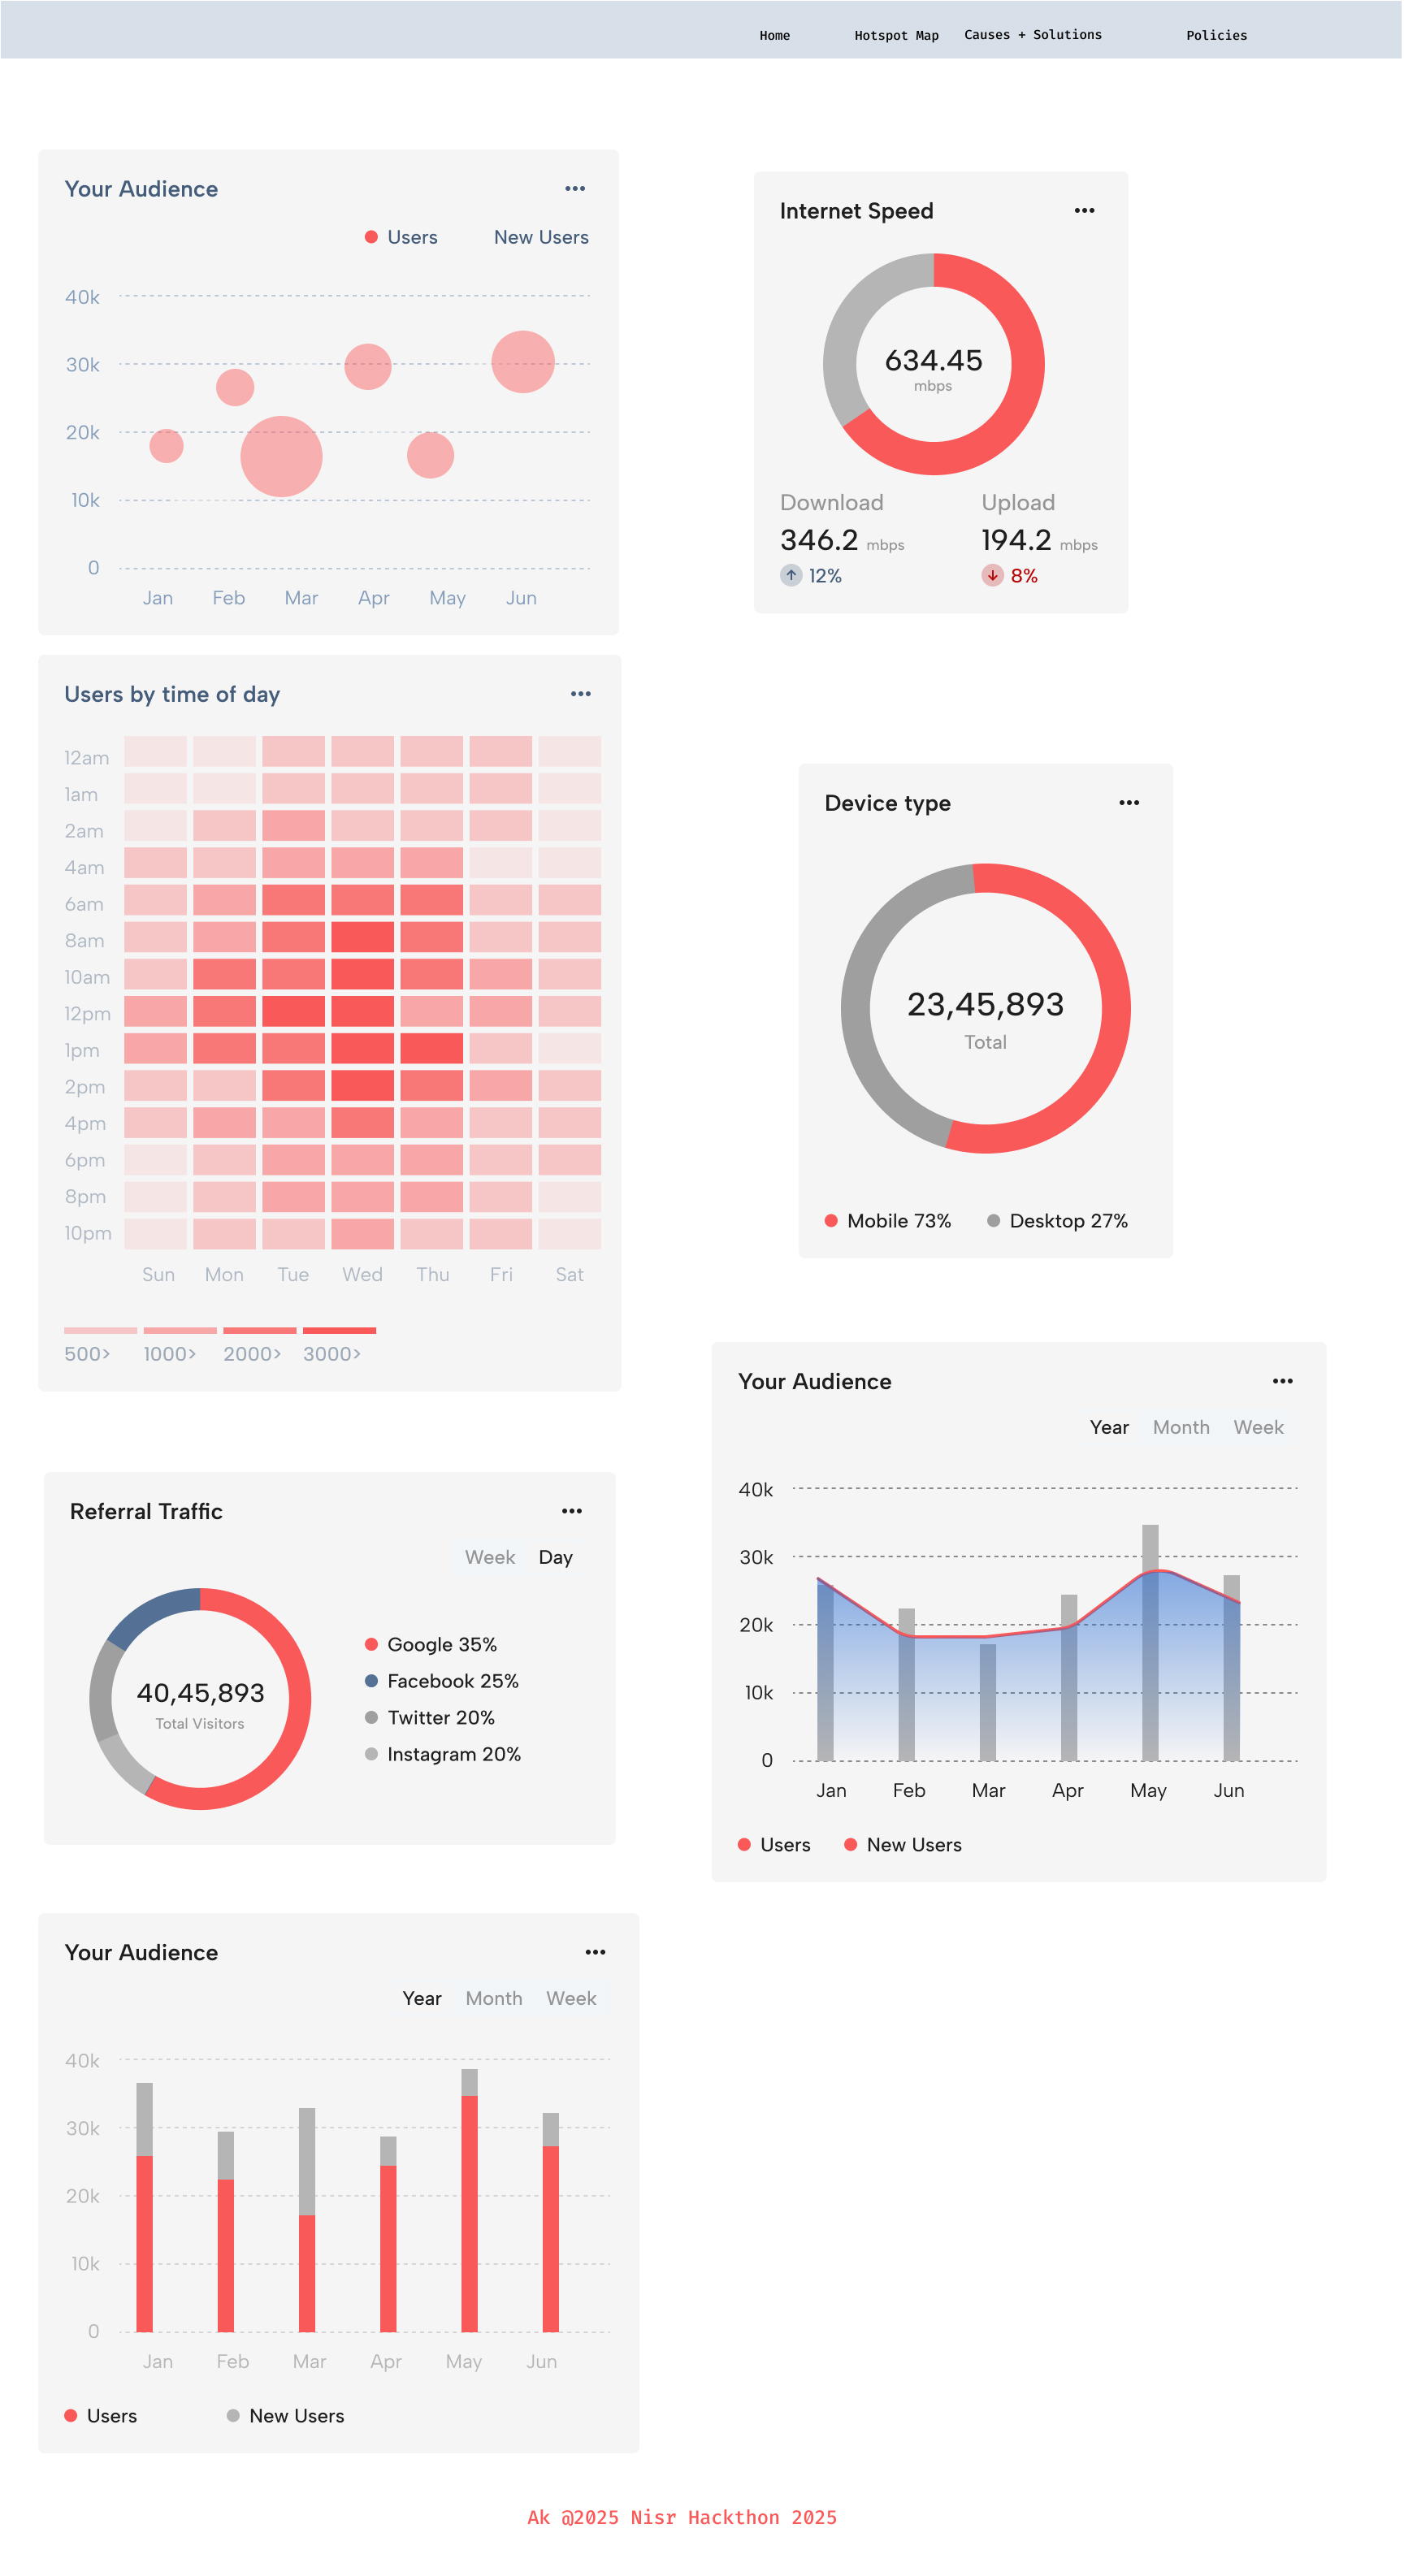 Home Hotspot Map Causes + Solutions Policies
Your Audience
Users New Users
40k
30k
20k
10k
0
Jan Feb Mar Apr May Jun
Internet Speed
634.45
mbps
Download Upload
346.2 mbps 194.2 mbps
12% 8%
Users by time of day
12am
1am
2am
4am
6am
8am
10am
12pm
1pm
2pm
4pm
6pm
8pm
10pm
Sun Mon Tue Wed Thu Fri Sat
500> 1000> 2000> 3000>
Device type
23,45,893
Total
Mobile 73% Desktop 27%
Your Audience
Year Month Week
40k
30k
20k
10k
0
Jan Feb Mar Apr May Jun
Users New Users
Referral Traffic
Week Day
40,45,893
Total Visitors
Google 35%
Facebook 25%
Twitter 20%
Instagram 20%
Your Audience
Year Month Week
40k
30k
20k
10k
0
Jan Feb Mar Apr May Jun
Users New Users
Ak @2025 Nisr Hackthon 2025